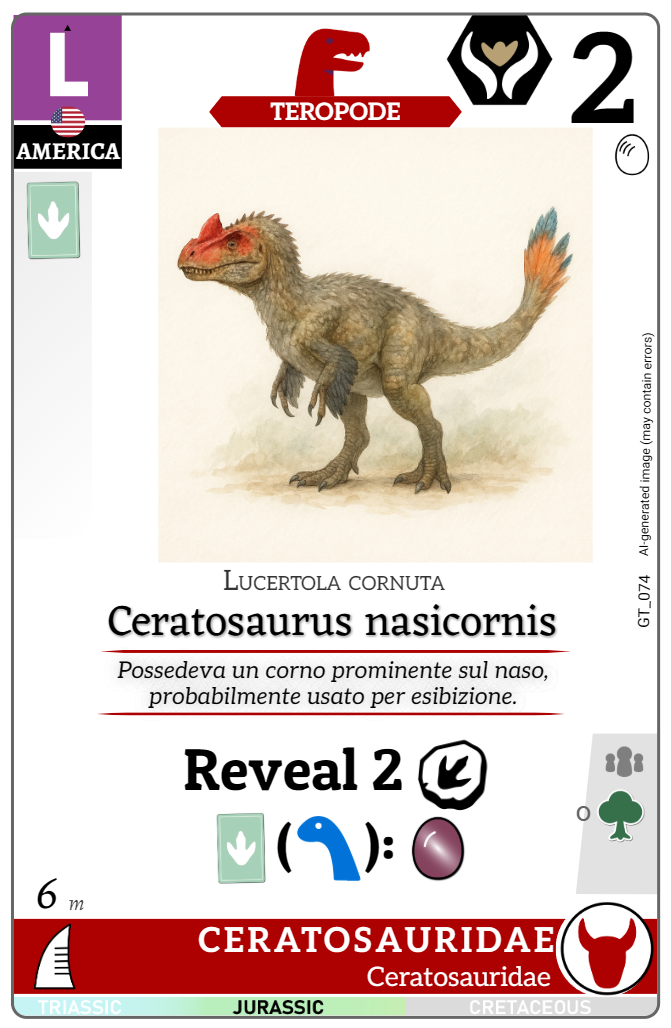 L
AMERICA
TEROPODE
2
AI-generated image (may contain errors)
GT_074
Lucertola cornuta
Ceratosaurus nasicornis
Possedeva un corno prominente sul naso,
probabilmente usato per esibizione.
Reveal 2
( ):
O
6 m
CERATOSAURIDAE
Ceratosauridae
TRIASSIC JURASSIC CRETACEOUS